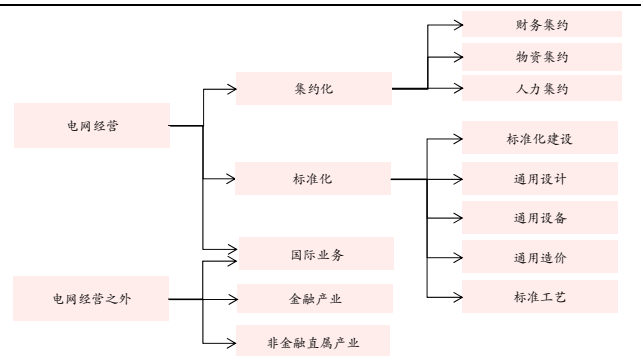 电网经营
集约化
财务集约
物资集约
人力集约
标准化
标准化建设
通用设计
通用设备
通用造价
标准工艺
电网经营之外
国际业务
金融产业
非金融直属产业